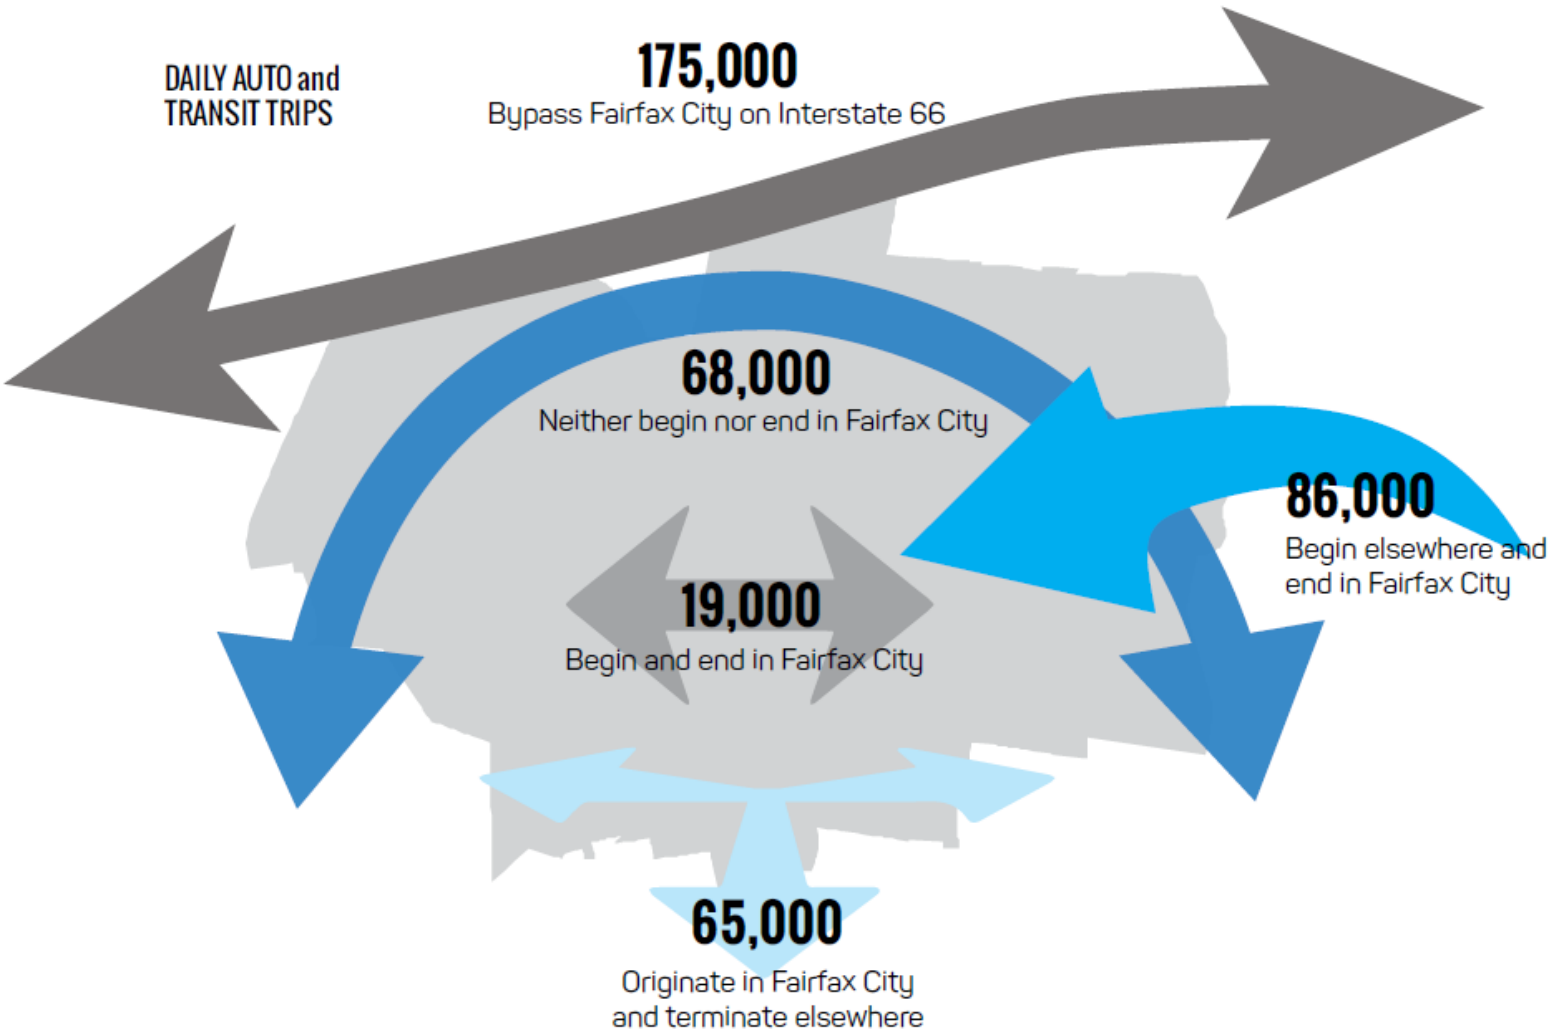 DAILY AUTO and
TRANSIT TRIPS
175,000
Bypass Fairfax City on Interstate 66
68,000
Neither begin nor end in Fairfax City
86,000
Begin elsewhere and
end in Fairfax City
19,000
Begin and end in Fairfax City
65,000
Originate in Fairfax City
and terminate elsewhere